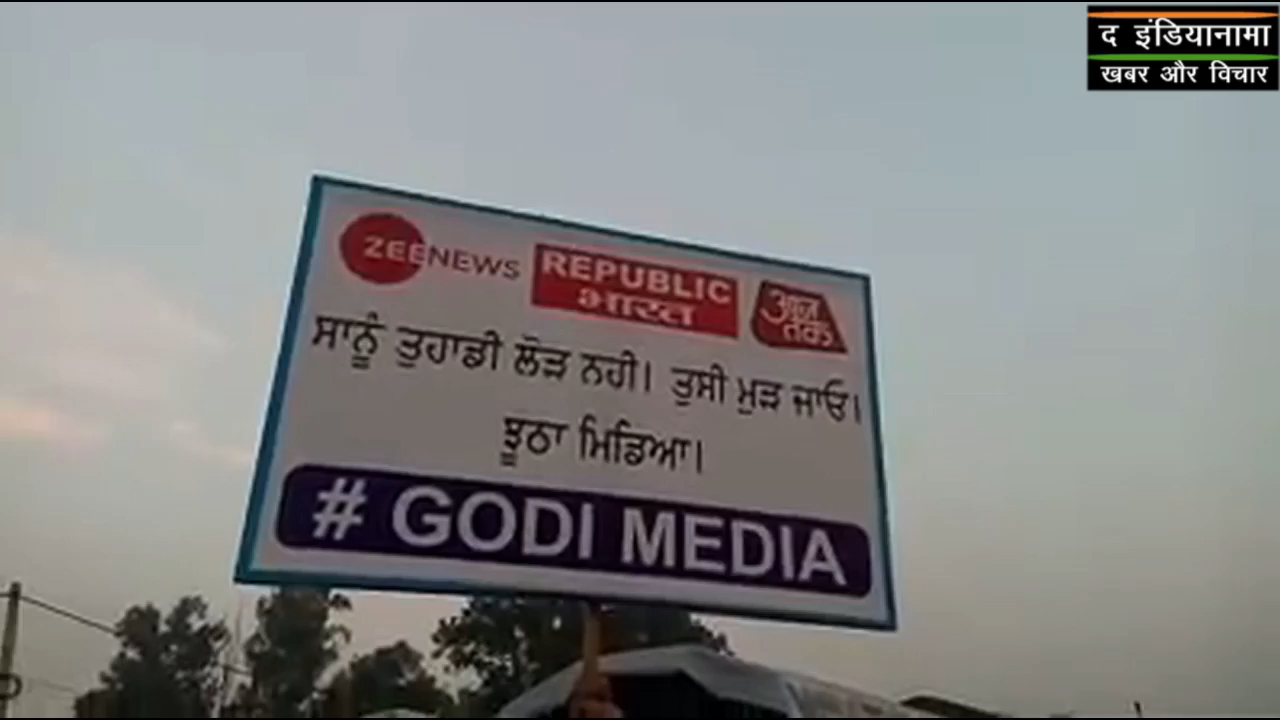 द इंडियानामा
खबर और विचार
ZEENEWS
REPUBLIC
भारत
आज
तक
ਸਾਨੂੰ ਤੁਹਾਡੀ ਲੋੜ ਨਹੀ। ਤੁਸੀ ਮੁੜ ਜਾਓ।
ਝੂਠਾ ਮਿਡਿਆ।
# GODI MEDIA